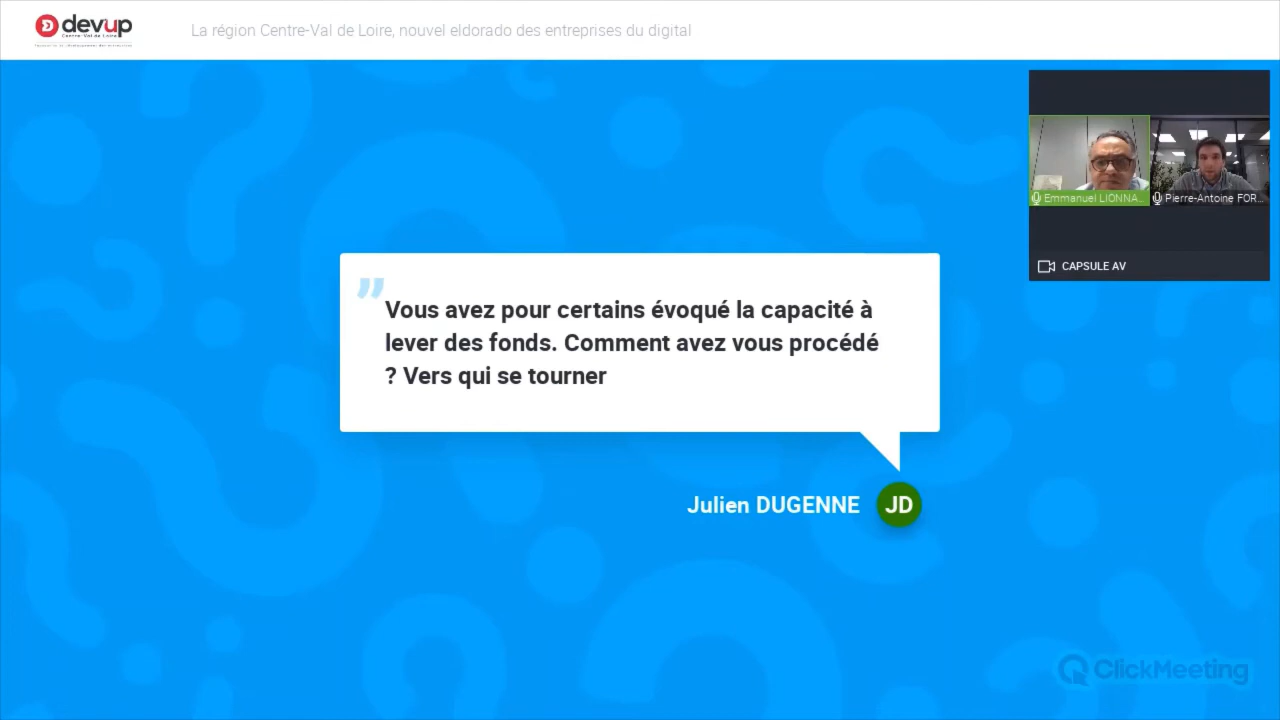 devup
Centre-Val de Loire
La région Centre-Val de Loire, nouvel eldorado des entreprises du digital
Emmanuel LIONNA...
Pierre-Antoine FOR...
CAPSULE AV
Vous avez pour certains évoqué la capacité à
lever des fonds. Comment avez vous procédé
? Vers qui se tourner
Julien DUGENNE
JD
ClickMeeting